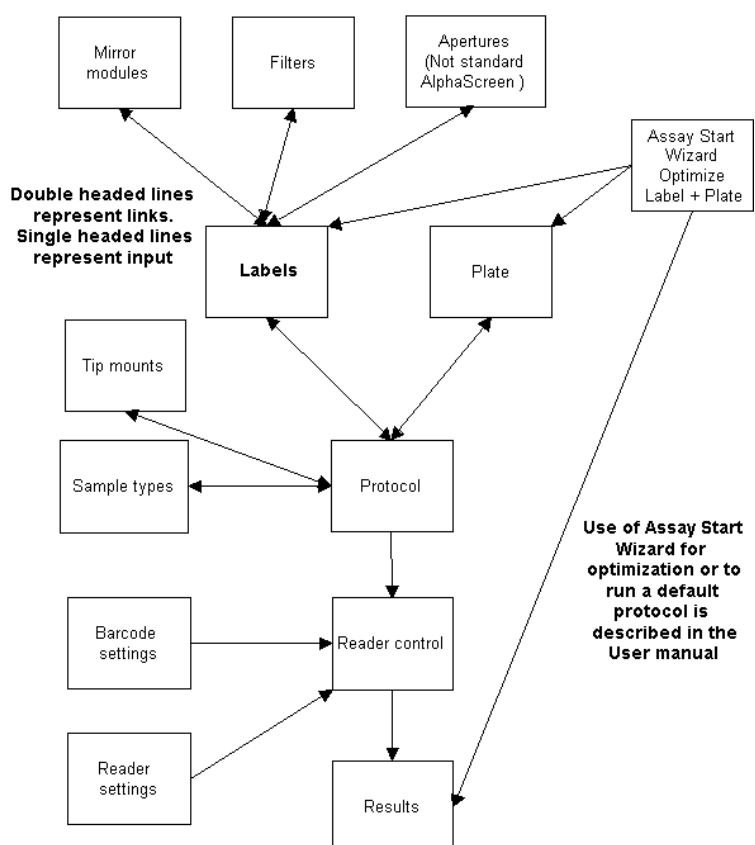 Mirror
modules
Filters
Apertures
(Not standard
AlphaScreen )
Assay Start
Wizard
Optimize
Label + Plate
Double headed lines
represent links.
Single headed lines
represent input
Labels
Plate
Tip mounts
Sample types
Protocol
Use of Assay Start
Wizard for
optimization or to
run a default
protocol is
described in the
User manual
Barcode
settings
Reader control
Reader
settings
Results